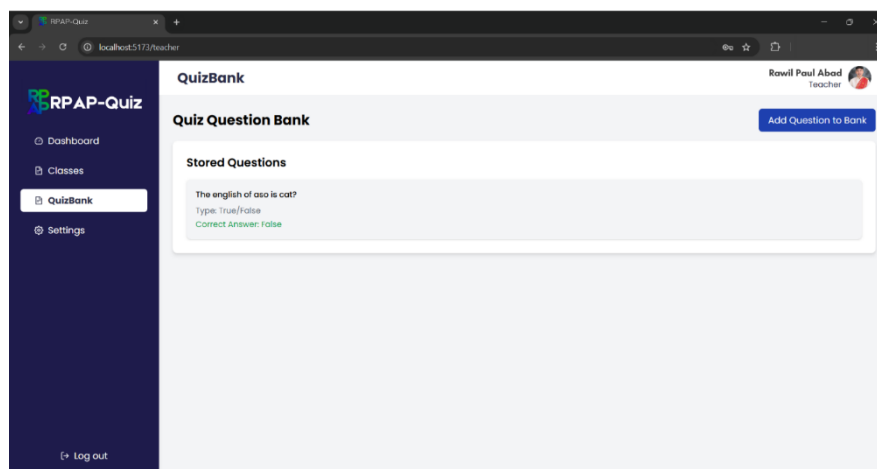 RPAP-Quiz
localhost:5173/teacher
RPAP-Quiz
Dashboard
Classes
QuizBank
Settings
Log out
QuizBank
Rawil Paul Abad
Teacher
Quiz Question Bank
Add Question to Bank
Stored Questions
The english of aso is cat?
Type: True/False
Correct Answer: False